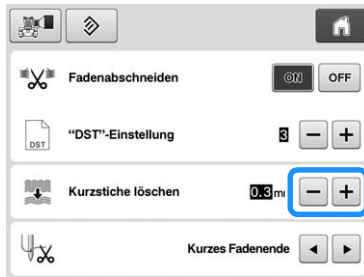 Fadenabschneiden ON OFF
DST "DST"-Einstellung 3 − +
Kurzstiche löschen 0.3 m − +
Kurzes Fadenende